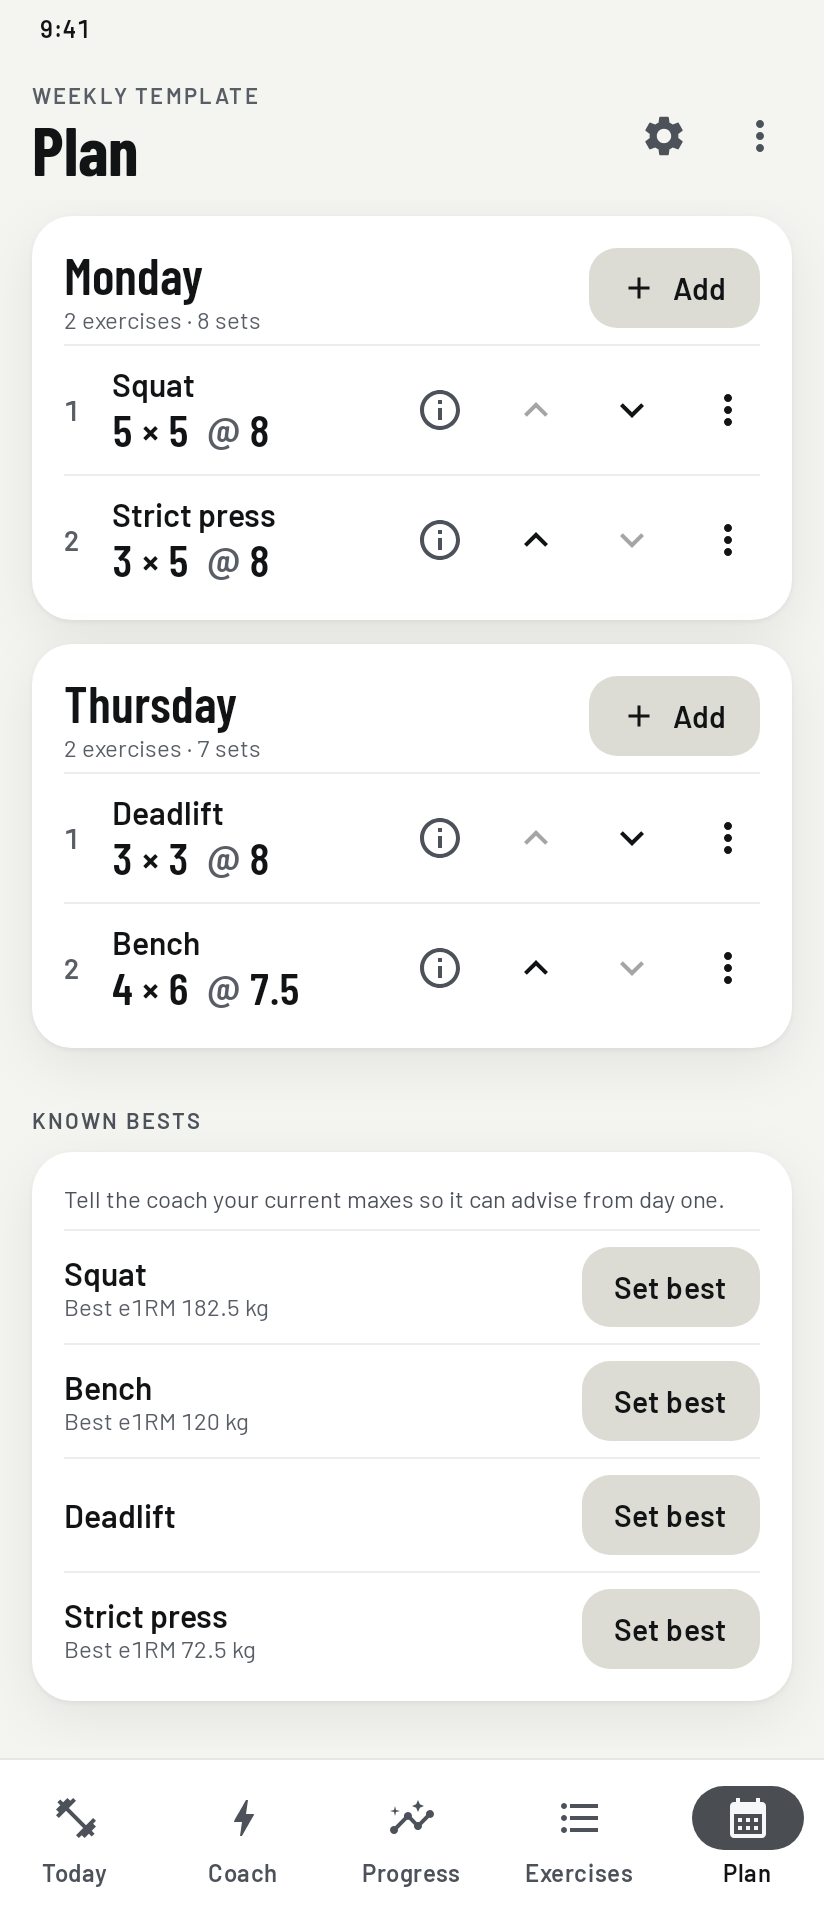 9:41
WEEKLY TEMPLATE
Plan
Monday
2 exercises · 8 sets
Add
1
Squat
5 × 5 @ 8
2
Strict press
3 × 5 @ 8
Thursday
2 exercises · 7 sets
Add
1
Deadlift
3 × 3 @ 8
2
Bench
4 × 6 @ 7.5
KNOWN BESTS
Tell the coach your current maxes so it can advise from day one.
Squat
Best e1RM 182.5 kg
Set best
Bench
Best e1RM 120 kg
Set best
Deadlift
Set best
Strict press
Best e1RM 72.5 kg
Set best
Today
Coach
Progress
Exercises
Plan